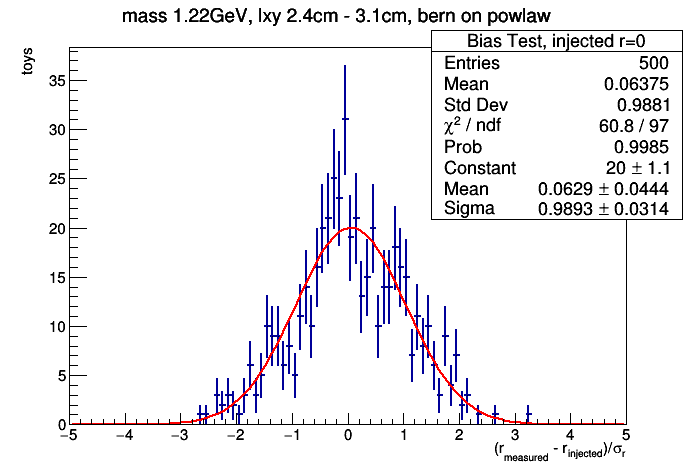 mass 1.22GeV, lxy 2.4cm - 3.1cm, bern on powlaw
toys
Bias Test, injected r=0
Entries 500
Mean 0.06375
Std Dev 0.9881
χ² / ndf 60.8 / 97
Prob 0.9985
Constant 20 ± 1.1
Mean 0.0629 ± 0.0444
Sigma 0.9893 ± 0.0314
35
30
25
20
15
10
5
0
−5 −4 −3 −2 −1 0 1 2 3 4 5
(r_measured - r_injected)/σ_r